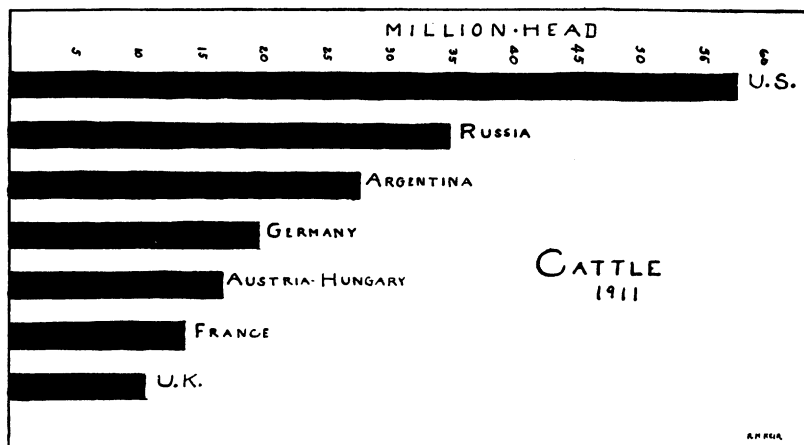 MILLION·HEAD
5 10 15 20 25 30 35 40 45 50 55 60
U.S.
RUSSIA
ARGENTINA
GERMANY
AUSTRIA-HUNGARY
FRANCE
U.K.
CATTLE
1911